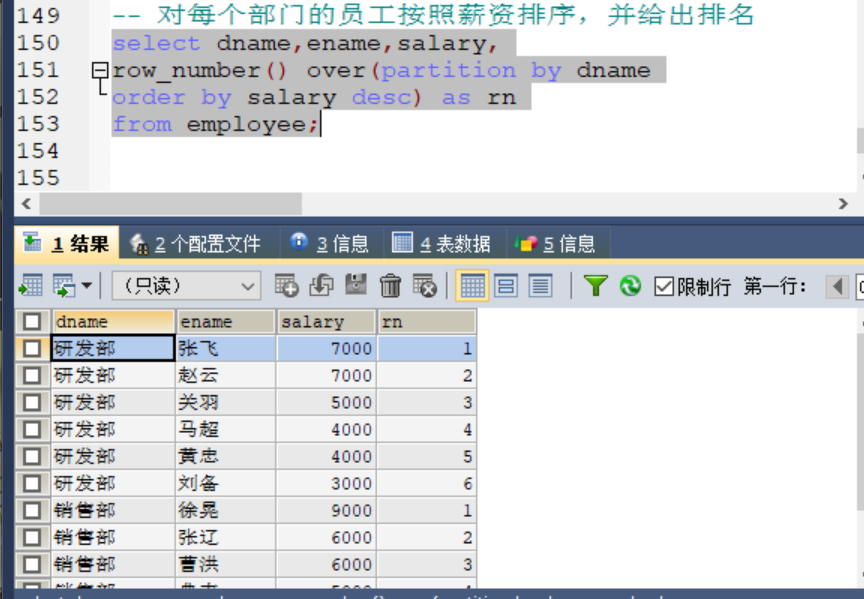 149 -- 对每个部门的员工按照薪资排序，并给出排名
150 select dname,ename,salary,
151 row_number() over(partition by dname
152 order by salary desc) as rn
153 from employee;
154
155
1 结果 2 个配置文件 3 信息 4 表数据 5 信息
（只读） 限制行 第一行：
dname ename salary rn
研发部 张飞 7000 1
研发部 赵云 7000 2
研发部 关羽 5000 3
研发部 马超 4000 4
研发部 黄忠 4000 5
研发部 刘备 3000 6
销售部 徐晃 9000 1
销售部 张辽 6000 2
销售部 曹洪 6000 3